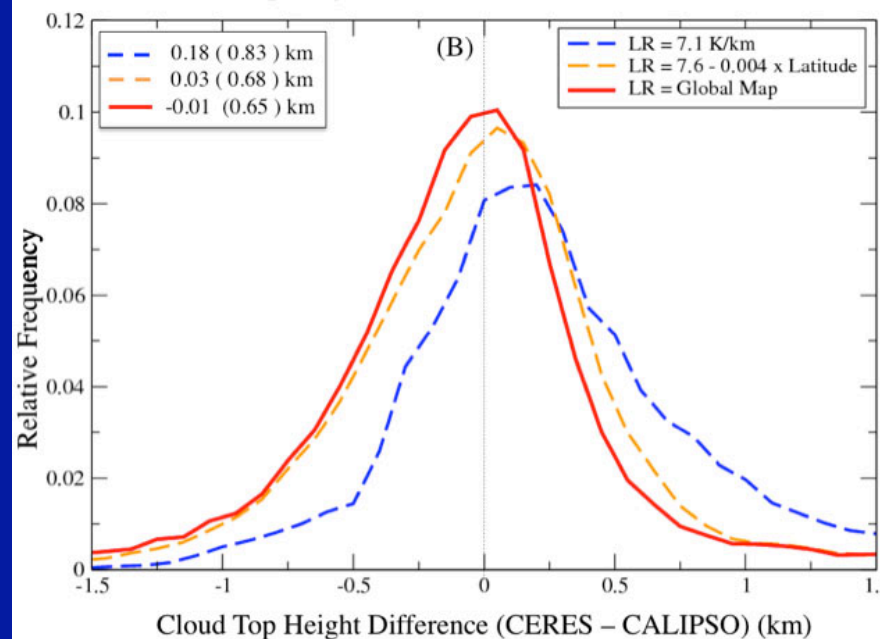 0.12
0.1
0.08
0.06
0.04
0.02
0
Relative Frequency
0.18 ( 0.83 ) km
0.03 ( 0.68 ) km
-0.01 (0.65 ) km
(B)
LR = 7.1 K/km
LR = 7.6 - 0.004 x Latitude
LR = Global Map
-1.5 -1 -0.5 0 0.5 1 1.
Cloud Top Height Difference (CERES – CALIPSO) (km)